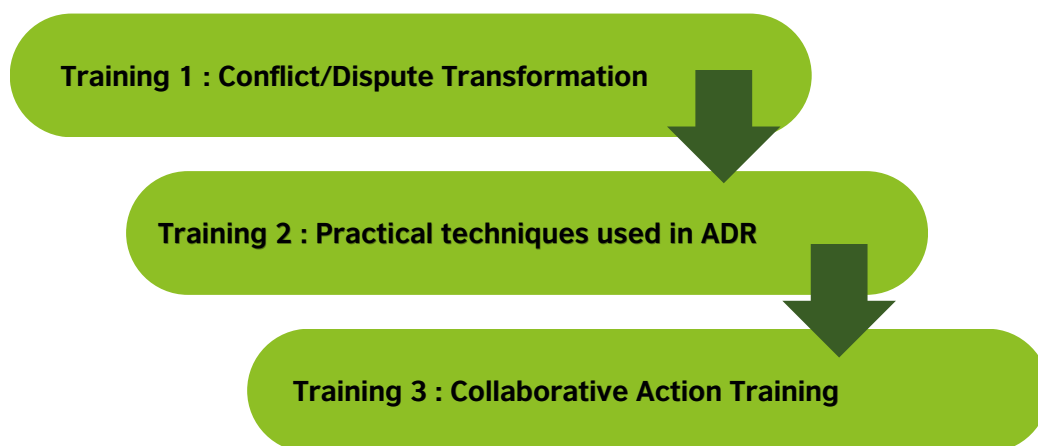 Training 1 : Conflict/Dispute Transformation
Training 2 : Practical techniques used in ADR
Training 3 : Collaborative Action Training